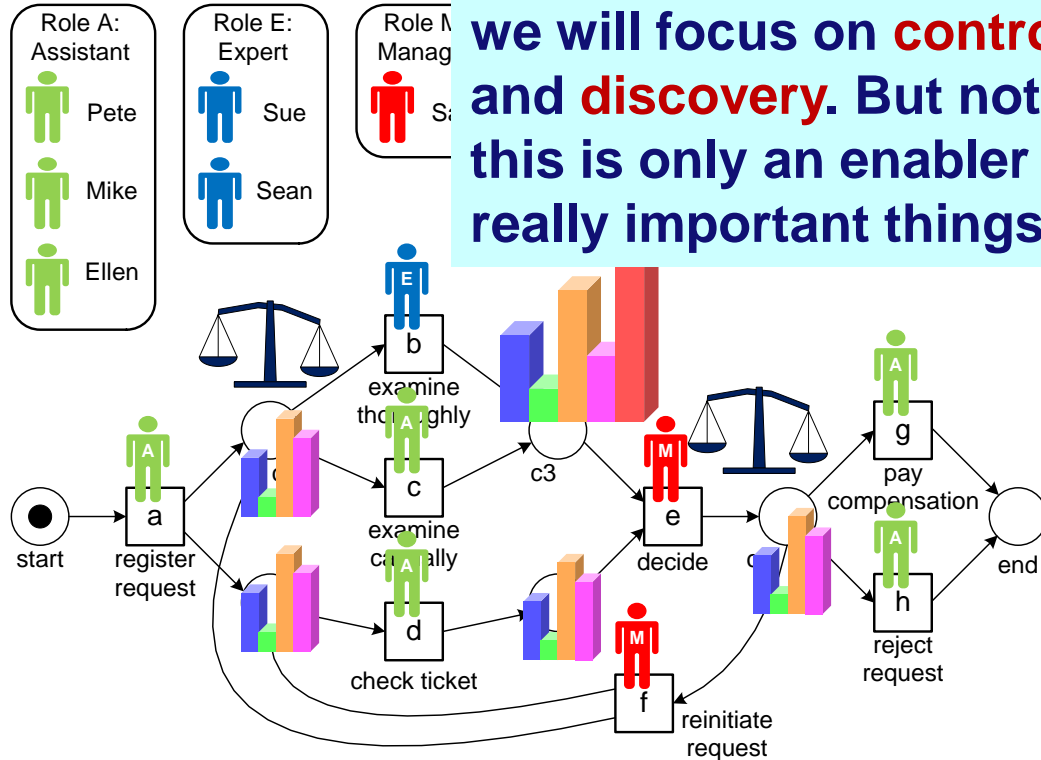 Role A:
Assistant
Pete
Mike
Ellen
Role E:
Expert
Sue
Sean
Role M
Manag
Sa
we will focus on contro
and discovery. But not
this is only an enabler
really important things
start
A
a
register
request
E
b
examine
thoroughly
A
c
examine
A
d
check ticket
c3
M
e
decide
M
f
reinitiate
request
A
g
pay
compensation
A
h
reject
request
end